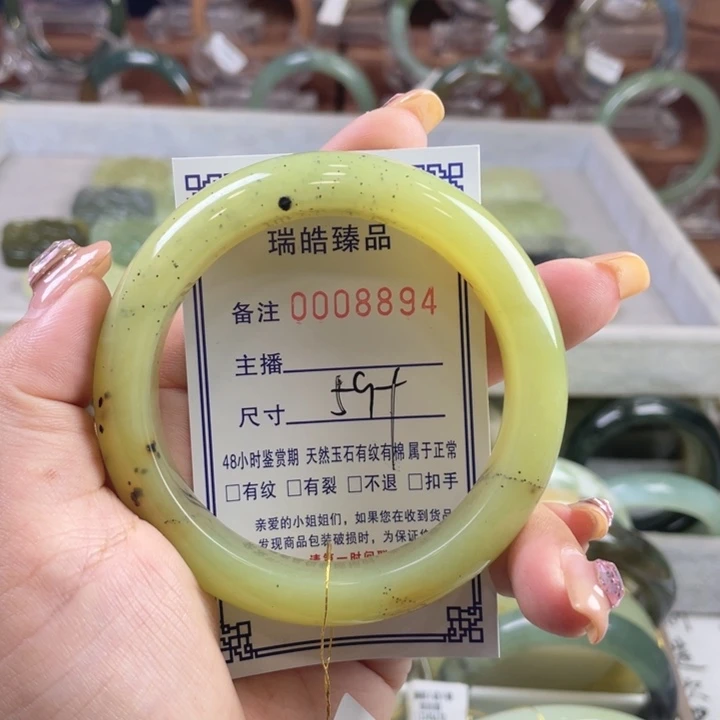 瑞皓臻品
备注 0008894
主播
尺寸 59+
48小时鉴赏期 天然玉石有纹有棉属于正常
□有纹 □有裂 □不退 □扣手
亲爱的小姐姐们，如果您在收到货品
发现商品包装破损时，为保证